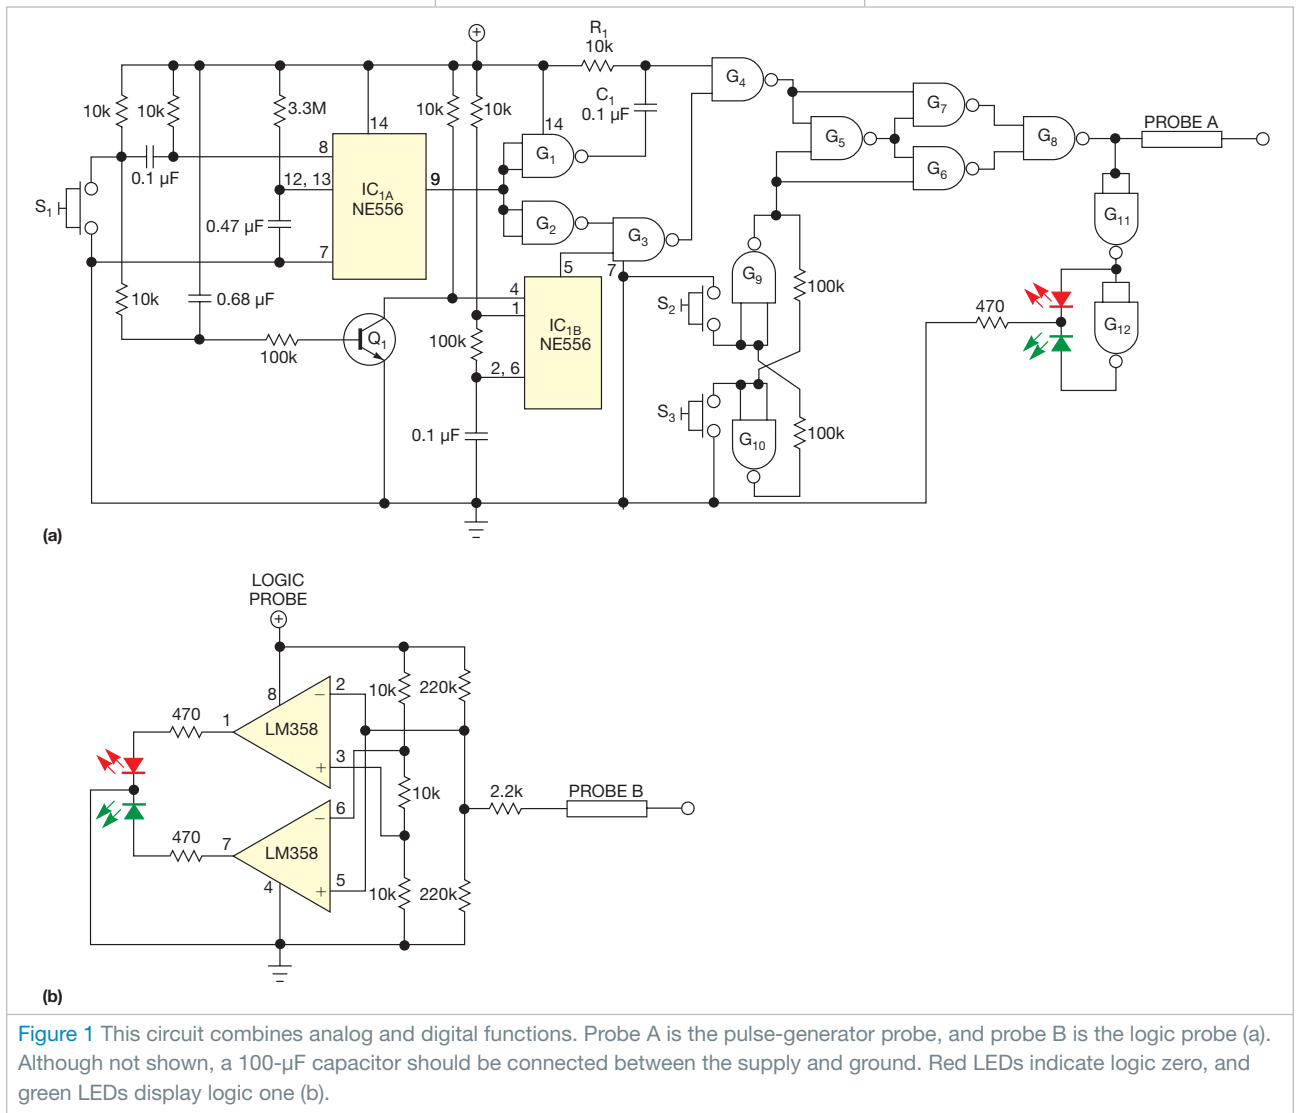 R1
10k
10k
10k
3.3M
10k
10k
C1
0.1 µF
G4
G7
14
14
G1
G5
G8
PROBE A
8
0.1 µF
12, 13
IC1A
NE556
9
G6
S1
0.47 µF
G2
G3
G11
7
5
7
G9
10k
0.68 µF
4
1
S2
100k
470
G12
Q1
100k
100k
IC1B
NE556
2, 6
S3
0.1 µF
G10
100k
(a)
LOGIC
PROBE
8
2
10k
220k
470
1
LM358
3
10k
2.2k
PROBE B
6
470
7
LM358
4
5
10k
220k
(b)
Figure 1 This circuit combines analog and digital functions. Probe A is the pulse-generator probe, and probe B is the logic probe (a).
Although not shown, a 100-µF capacitor should be connected between the supply and ground. Red LEDs indicate logic zero, and
green LEDs display logic one (b).